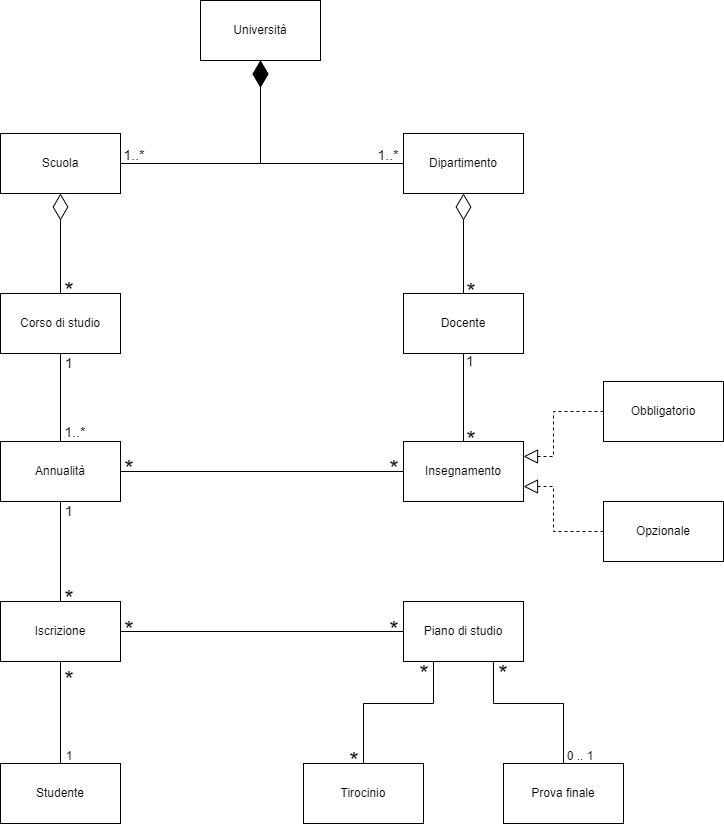 Università
Scuola
1..*
1..*
Dipartimento
*
*
Corso di studio
Docente
1
1
1..*
*
Obbligatorio
Annualità
*
*
Insegnamento
1
Opzionale
*
Iscrizione
*
*
Piano di studio
*
*
*
1
*
0 .. 1
Studente
Tirocinio
Prova finale